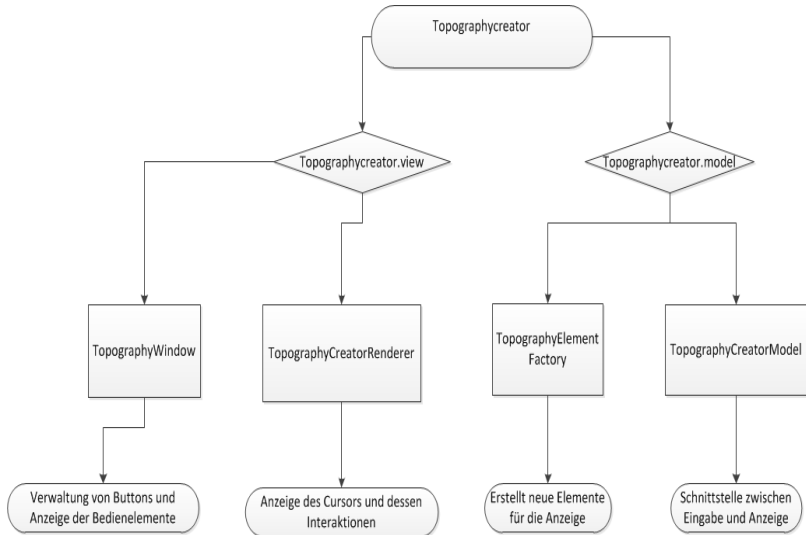 Topographycreator
Topographycreator.view
Topographycreator.model
TopographyWindow
TopographyCreatorRenderer
TopographyElement
Factory
TopographyCreatorModel
Verwaltung von Buttons und
Anzeige der Bedienelemente
Anzeige des Cursors und dessen
Interaktionen
Erstellt neue Elemente
für die Anzeige
Schnittstelle zwischen
Eingabe und Anzeige